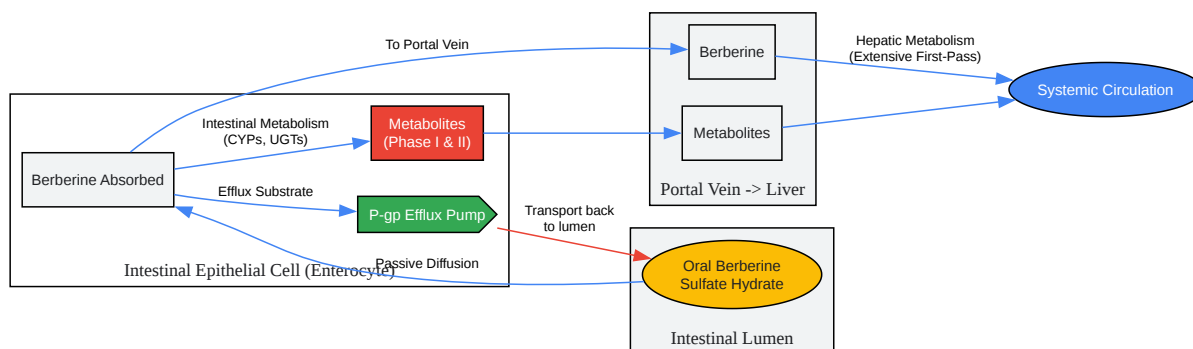 To Portal Vein
Berberine
Hepatic Metabolism
(Extensive First-Pass)
Systemic Circulation
Intestinal Metabolism
(CYPs, UGTs)
Metabolites
(Phase I & II)
Metabolites
Berberine Absorbed
Portal Vein -> Liver
Efflux Substrate
P-gp Efflux Pump
Transport back
to lumen
Passive Diffusion
Intestinal Epithelial Cell (Enterocyte)
Oral Berberine
Sulfate Hydrate
Intestinal Lumen